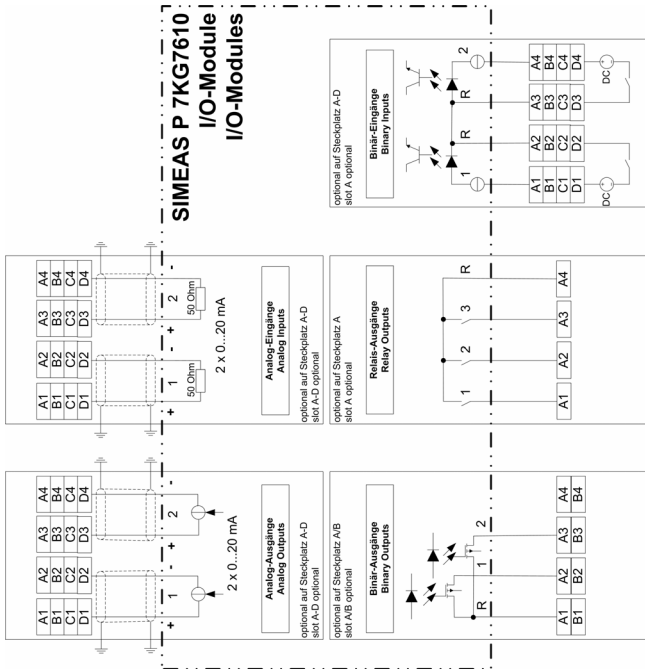 SIMEAS P 7KG7610
I/O-Module
I/O-Modules
A1 A2 A3 A4
B1 B2 B3 B4
C1 C2 C3 C4
D1 D2 D3 D4
+ 1 - + 2 -
2 x 0...20 mA
Analog-Ausgänge
Analog Outputs
optional auf Steckplatz A-D
slot A-D optional
A1 A2 A3 A4
B1 B2 B3 B4
C1 C2 C3 C4
D1 D2 D3 D4
+ 1 - + 2 -
50 Ohm 50 Ohm
2 x 0...20 mA
Analog-Eingänge
Analog Inputs
optional auf Steckplatz A-D
slot A-D optional
optional auf Steckplatz A/B
slot A/B optional
Binär-Ausgänge
Binary Outputs
R 1 2
A1 A2 A3 A4
B1 B2 B3 B4
optional auf Steckplatz A
slot A optional
Relais-Ausgänge
Relay Outputs
1 2 3 R
A1 A2 A3 A4
optional auf Steckplatz A-D
slot A optional
Binär-Eingänge
Binary Inputs
1 R R 2
A1 A2 A3 A4
B1 B2 B3 B4
C1 C2 C3 C4
D1 D2 D3 D4
DC DC